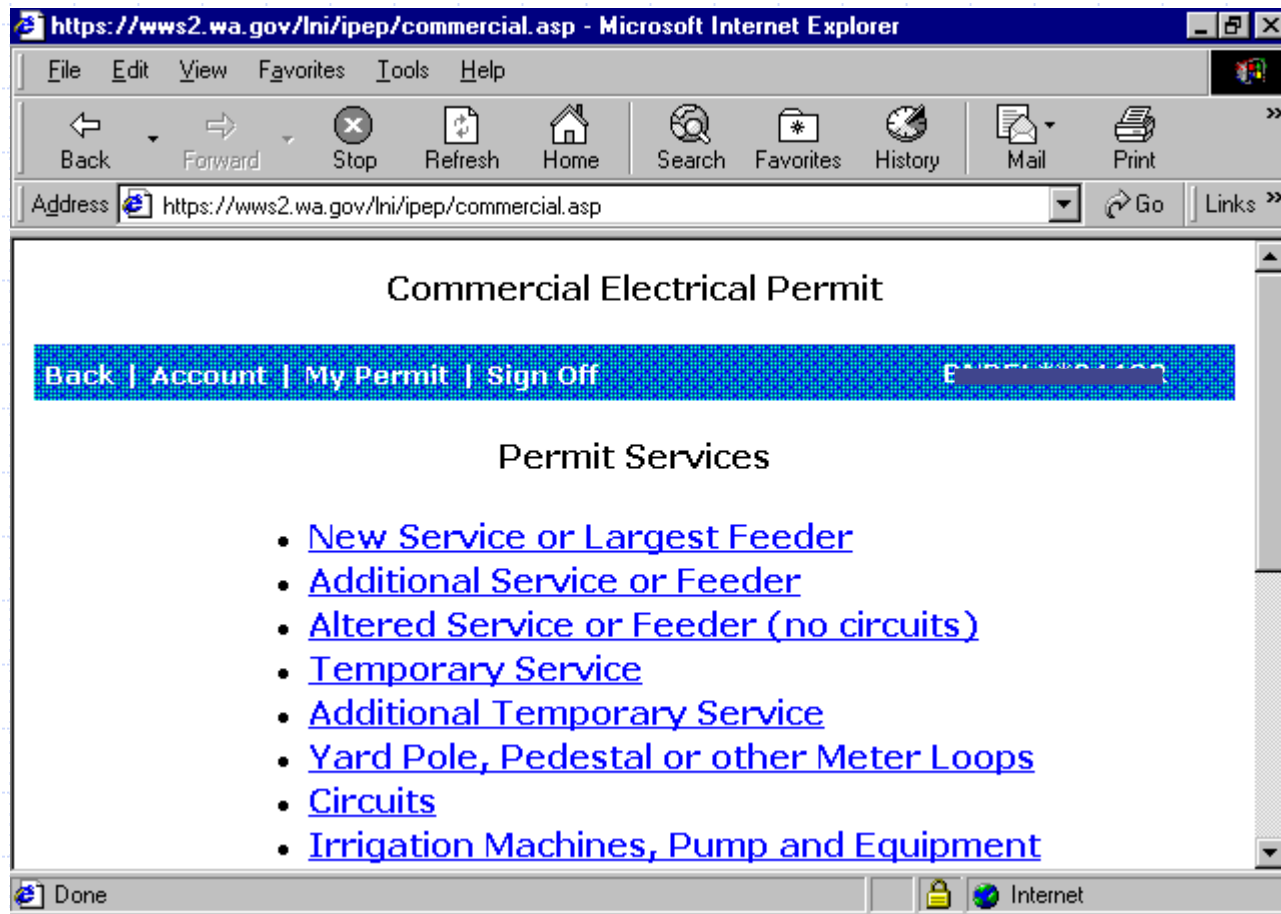 https://wws2.wa.gov/lni/ipep/commercial.asp - Microsoft Internet Explorer
File Edit View Favorites Tools Help
Back Forward Stop Refresh Home Search Favorites History Mail Print »
Address https://wws2.wa.gov/lni/ipep/commercial.asp Go Links »
Commercial Electrical Permit
Back | Account | My Permit | Sign Off
Permit Services
• New Service or Largest Feeder
• Additional Service or Feeder
• Altered Service or Feeder (no circuits)
• Temporary Service
• Additional Temporary Service
• Yard Pole, Pedestal or other Meter Loops
• Circuits
• Irrigation Machines, Pump and Equipment
Done Internet